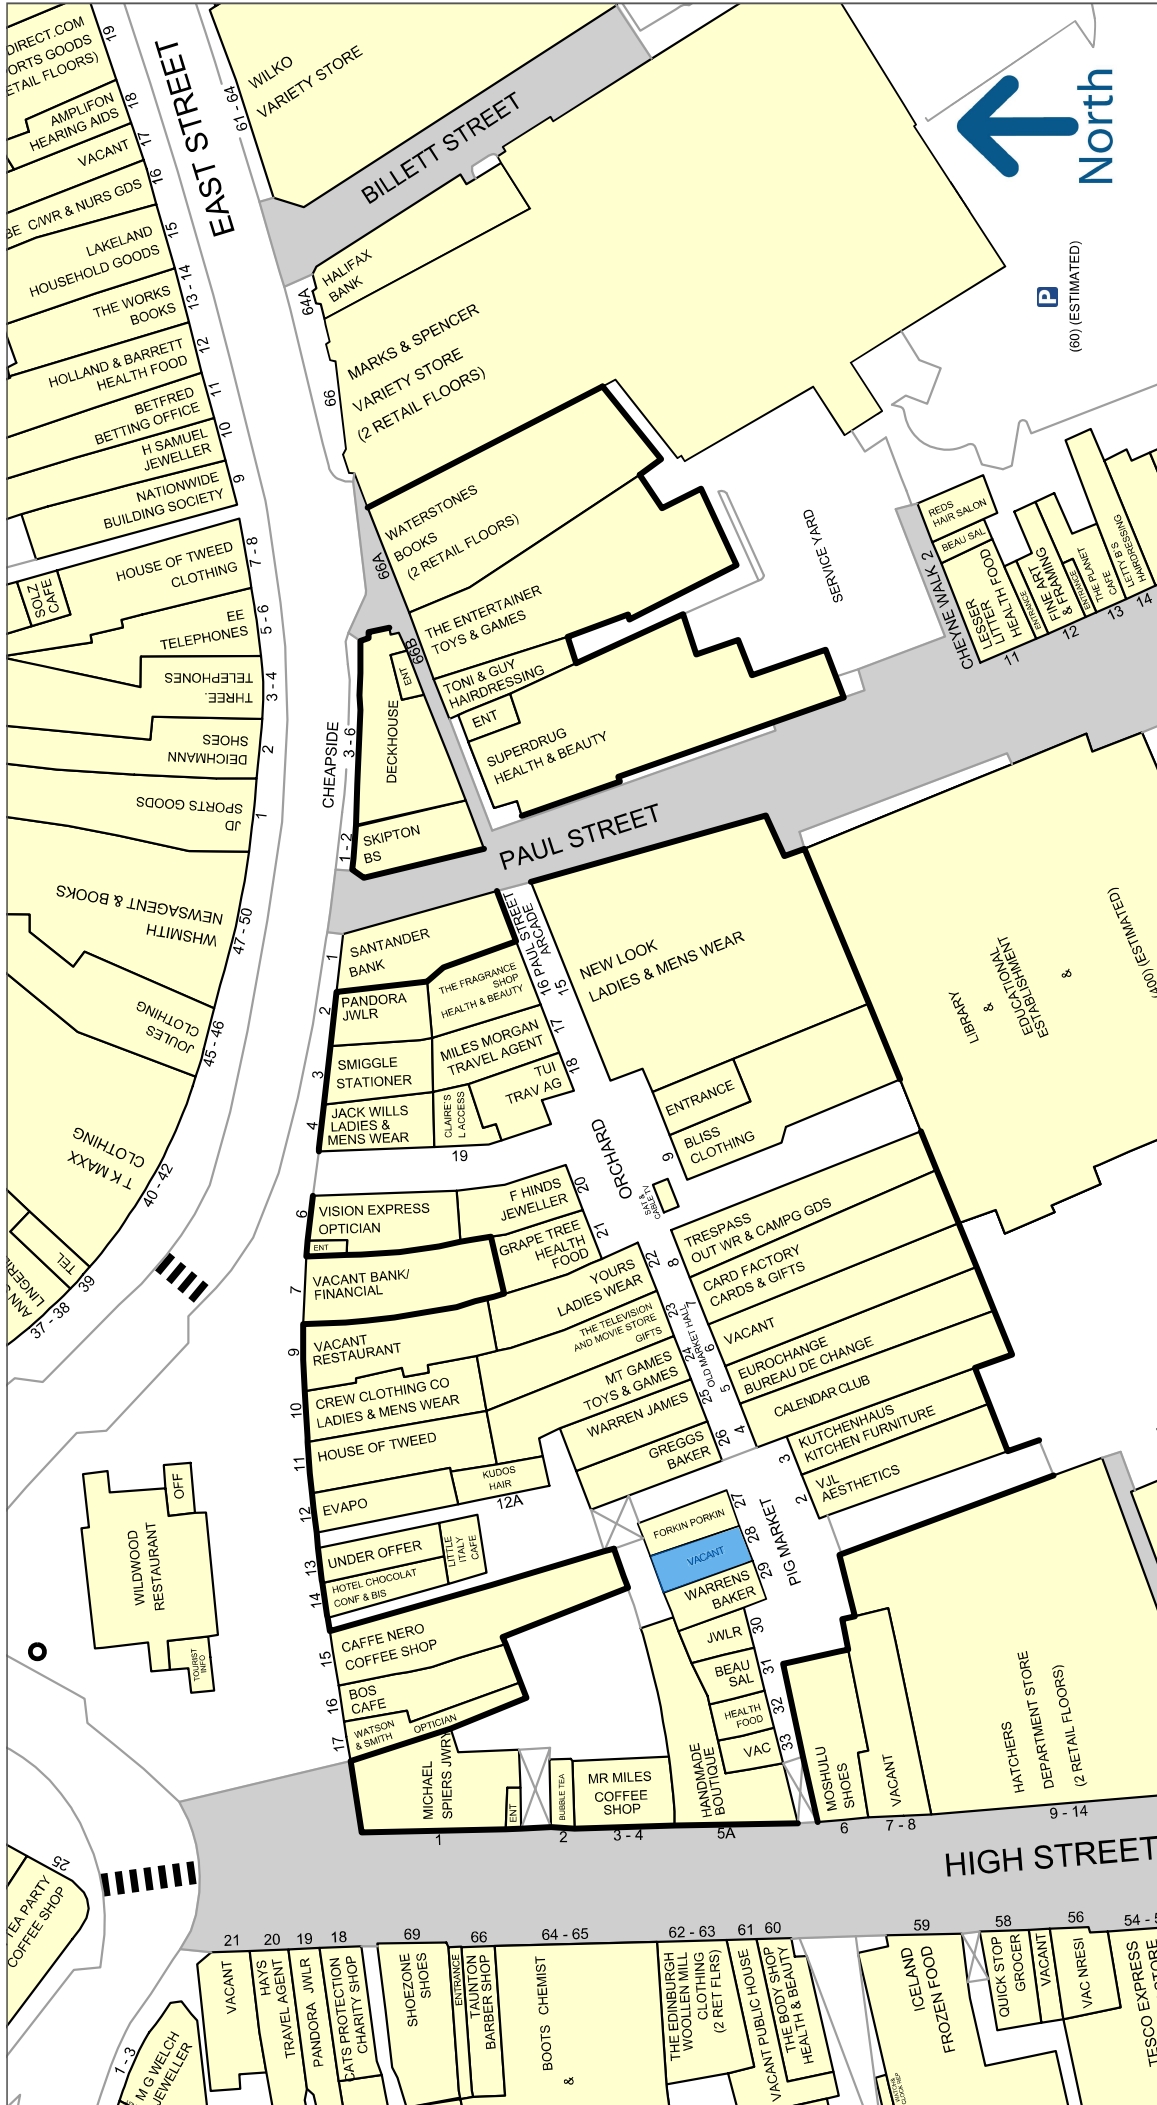 DIRECT.COM
ORTS GOODS
ETAIL FLOORS)
19
AMPLIFON
HEARING AIDS
18
VACANT
17
BE C/WR & NURS GDS
16
LAKELAND
HOUSEHOLD GOODS
15
THE WORKS
BOOKS
13 - 14
HOLLAND & BARRETT
HEALTH FOOD
12
BETFRED
BETTING OFFICE
11
H SAMUEL
JEWELLER
10
NATIONWIDE
BUILDING SOCIETY
9
SOLZ
CAFE
HOUSE OF TWEED
CLOTHING
7 - 8
EE
TELEPHONES
5 - 6
THREE.
TELEPHONES
3 - 4
DEICHMANN
SHOES
2
JD
SPORTS GOODS
1
WHSMITH
NEWSAGENT & BOOKS
47 - 50
JOULES
CLOTHING
45 - 46
T K MAXX
CLOTHING
40 - 42
TEL
39
ANN S
LINGERI
37 - 38
EAST STREET
61 - 64
WILKO
VARIETY STORE
BILLETT STREET
HALIFAX
BANK
64A
MARKS & SPENCER
VARIETY STORE
(2 RETAIL FLOORS)
66
WATERSTONES
BOOKS
(2 RETAIL FLOORS)
66A
THE ENTERTAINER
TOYS & GAMES
66B
TONI & GUY
HAIRDRESSING
ENT
SUPERDRUG
HEALTH & BEAUTY
ENT
DECKHOUSE
CHEAPSIDE
3 - 6
SKIPTON
BS
1 - 2
PAUL STREET
SERVICE YARD
North
P
(60) (ESTIMATED)
CHEYNE WALK
2
REDS
HAIR SALON
BEAU SAL
LESSER
LITTER
HEALTH FOOD
11
ENTRANCE
FINE ART
& FRAMING
12
ENTRANCE
THE PLANET
CAFE
13
LETTY B'S
HAIRDRESSING
14
SANTANDER
BANK
1
PANDORA
JWLR
2
THE FRAGRANCE
SHOP
HEALTH & BEAUTY
16
PAUL STREET
ARCADE
15
SMIGGLE
STATIONER
3
MILES MORGAN
TRAVEL AGENT
17
TUI
TRAV AG
18
JACK WILLS
LADIES &
MENS WEAR
4
CLAIRE'S
L ACCESS
19
NEW LOOK
LADIES & MENS WEAR
ENTRANCE
BLISS
CLOTHING
9
ORCHARD
SAT &
CABLE TV
LIBRARY
&
EDUCATIONAL
ESTABLISHMENT
&
(400) (ESTIMATED)
VISION EXPRESS
OPTICIAN
6
ENT
F HINDS
JEWELLER
20
GRAPE TREE
HEALTH
FOOD
21
VACANT BANK/
FINANCIAL
7
YOURS
LADIES WEAR
22
THE TELEVISION
AND MOVIE STORE
GIFTS
23
VACANT
RESTAURANT
9
MT GAMES
TOYS & GAMES
24
CREW CLOTHING CO
LADIES & MENS WEAR
10
WARREN JAMES
25
HOUSE OF TWEED
11
GREGGS
BAKER
26
KUDOS
HAIR
12A
EVAPO
12
UNDER OFFER
13
LITTLE
ITALY
CAFE
HOTEL CHOCOLAT
CONF & BIS
14
CAFFE NERO
COFFEE SHOP
15
BOS
CAFE
16
WATSON
& SMITH
OPTICIAN
17
OLD MARKET HALL
TRESPASS
OUT WR & CAMPG GDS
8
CARD FACTORY
CARDS & GIFTS
7
VACANT
6
EUROCHANGE
BUREAU DE CHANGE
5
CALENDAR CLUB
4
KUTCHENHAUS
KITCHEN FURNITURE
3
VJL
AESTHETICS
2
FORKIN PORKIN
27
VACANT
28
WARRENS
BAKER
29
PIG MARKET
JWLR
30
BEAU
SAL
31
HEALTH
FOOD
32
VAC
33
OFF
WILDWOOD
RESTAURANT
TOURIST
INFO
MICHAEL
SPIERS JWRY
ENT
1
BUBBLE TEA
2
MR MILES
COFFEE
SHOP
3 - 4
HANDMADE
BOUTIQUE
5A
MOSHULU
SHOES
6
VACANT
7 - 8
HATCHERS
DEPARTMENT STORE
(2 RETAIL FLOORS)
9 - 14
HIGH STREET
25
TEA PARTY
COFFEE SHOP
1 - 3
M G WELCH
JEWELLER
21
VACANT
20
HAYS
TRAVEL AGENT
19
PANDORA JWLR
18
CATS PROTECTION
CHARITY SHOP
69
SHOEZONE
SHOES
ENTRANCE
66
TAUNTON
BARBER SHOP
64 - 65
BOOTS CHEMIST
&
62 - 63
THE EDINBURGH
WOOLLEN MILL
CLOTHING
(2 RET FLRS)
61
VACANT PUBLIC HOUSE
60
THE BODY SHOP
HEALTH & BEAUTY
59
ICELAND
FROZEN FOOD
58
QUICK STOP
GROCER
VACANT
56
VAC NRESI
54 - 5
TESCO EXPRESS
STORE